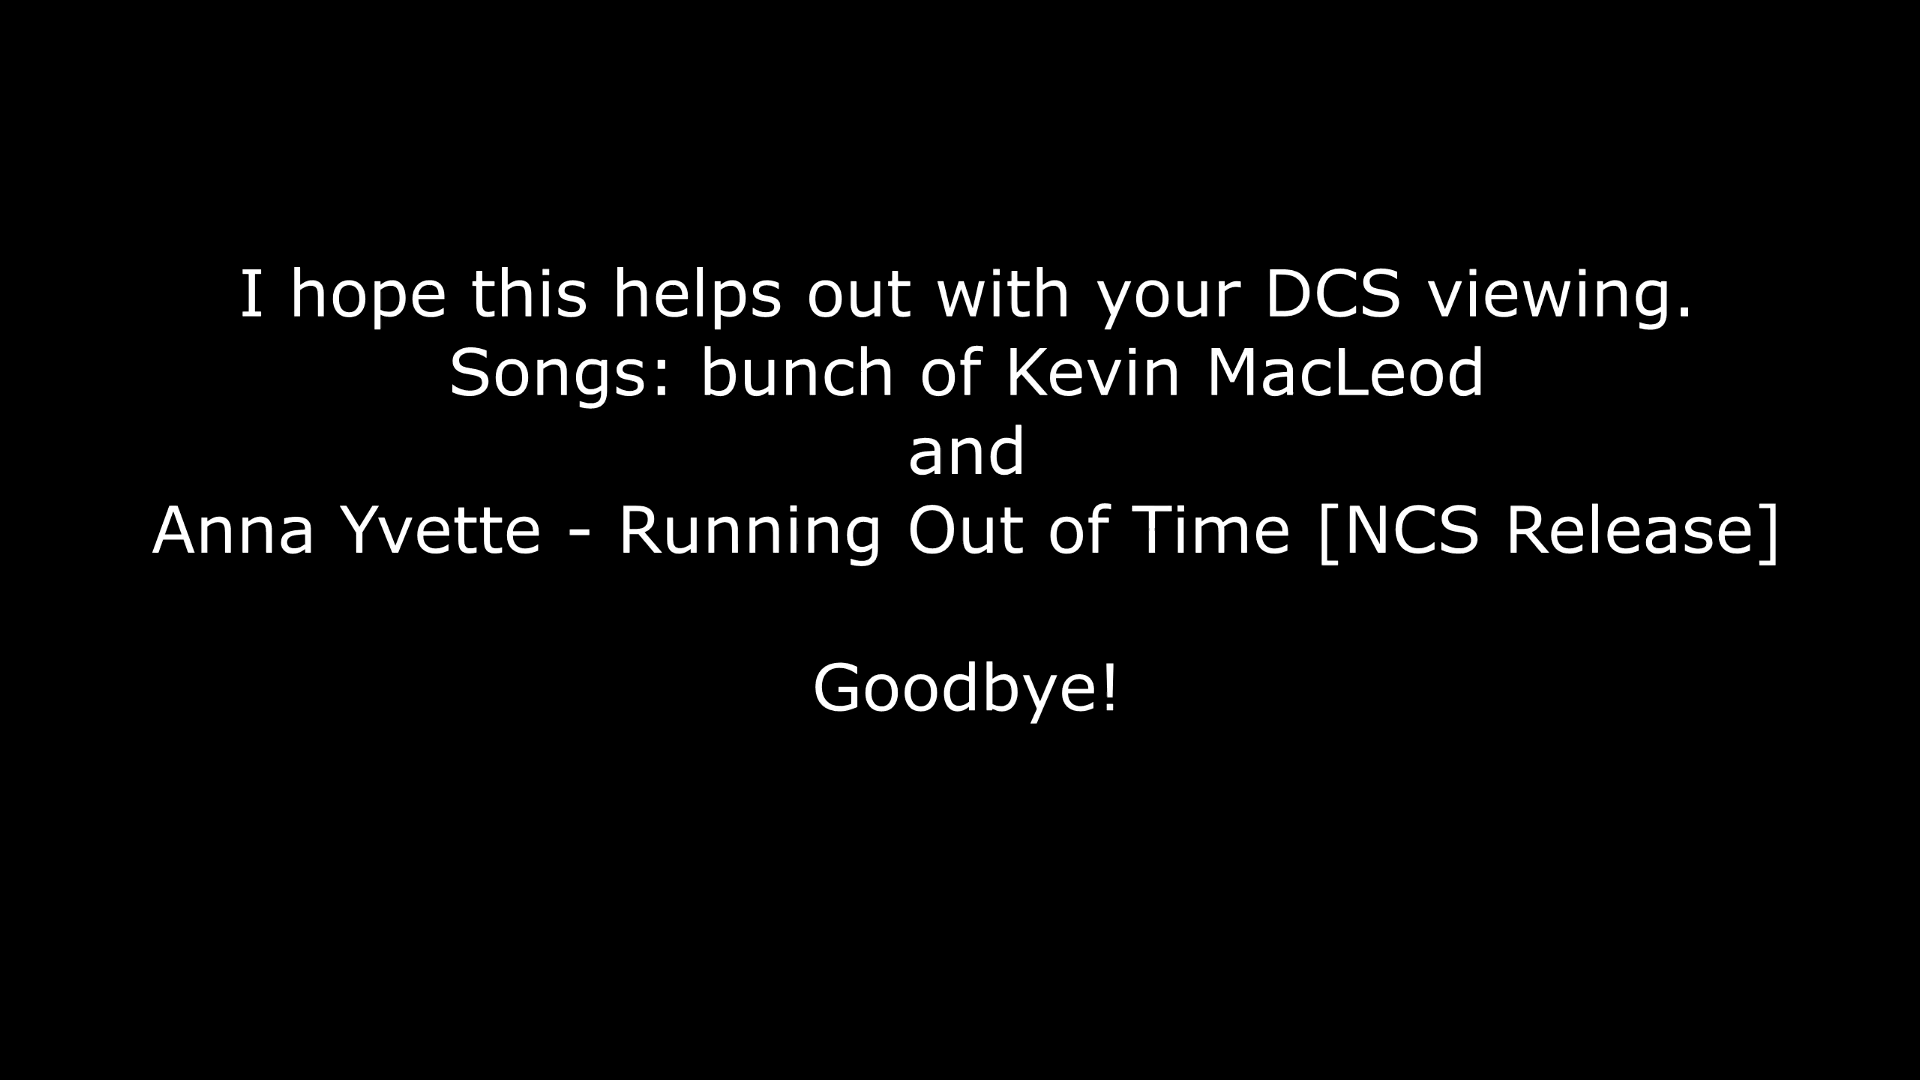 I hope this helps out with your DCS viewing.
Songs: bunch of Kevin MacLeod
and
Anna Yvette - Running Out of Time [NCS Release]
Goodbye!